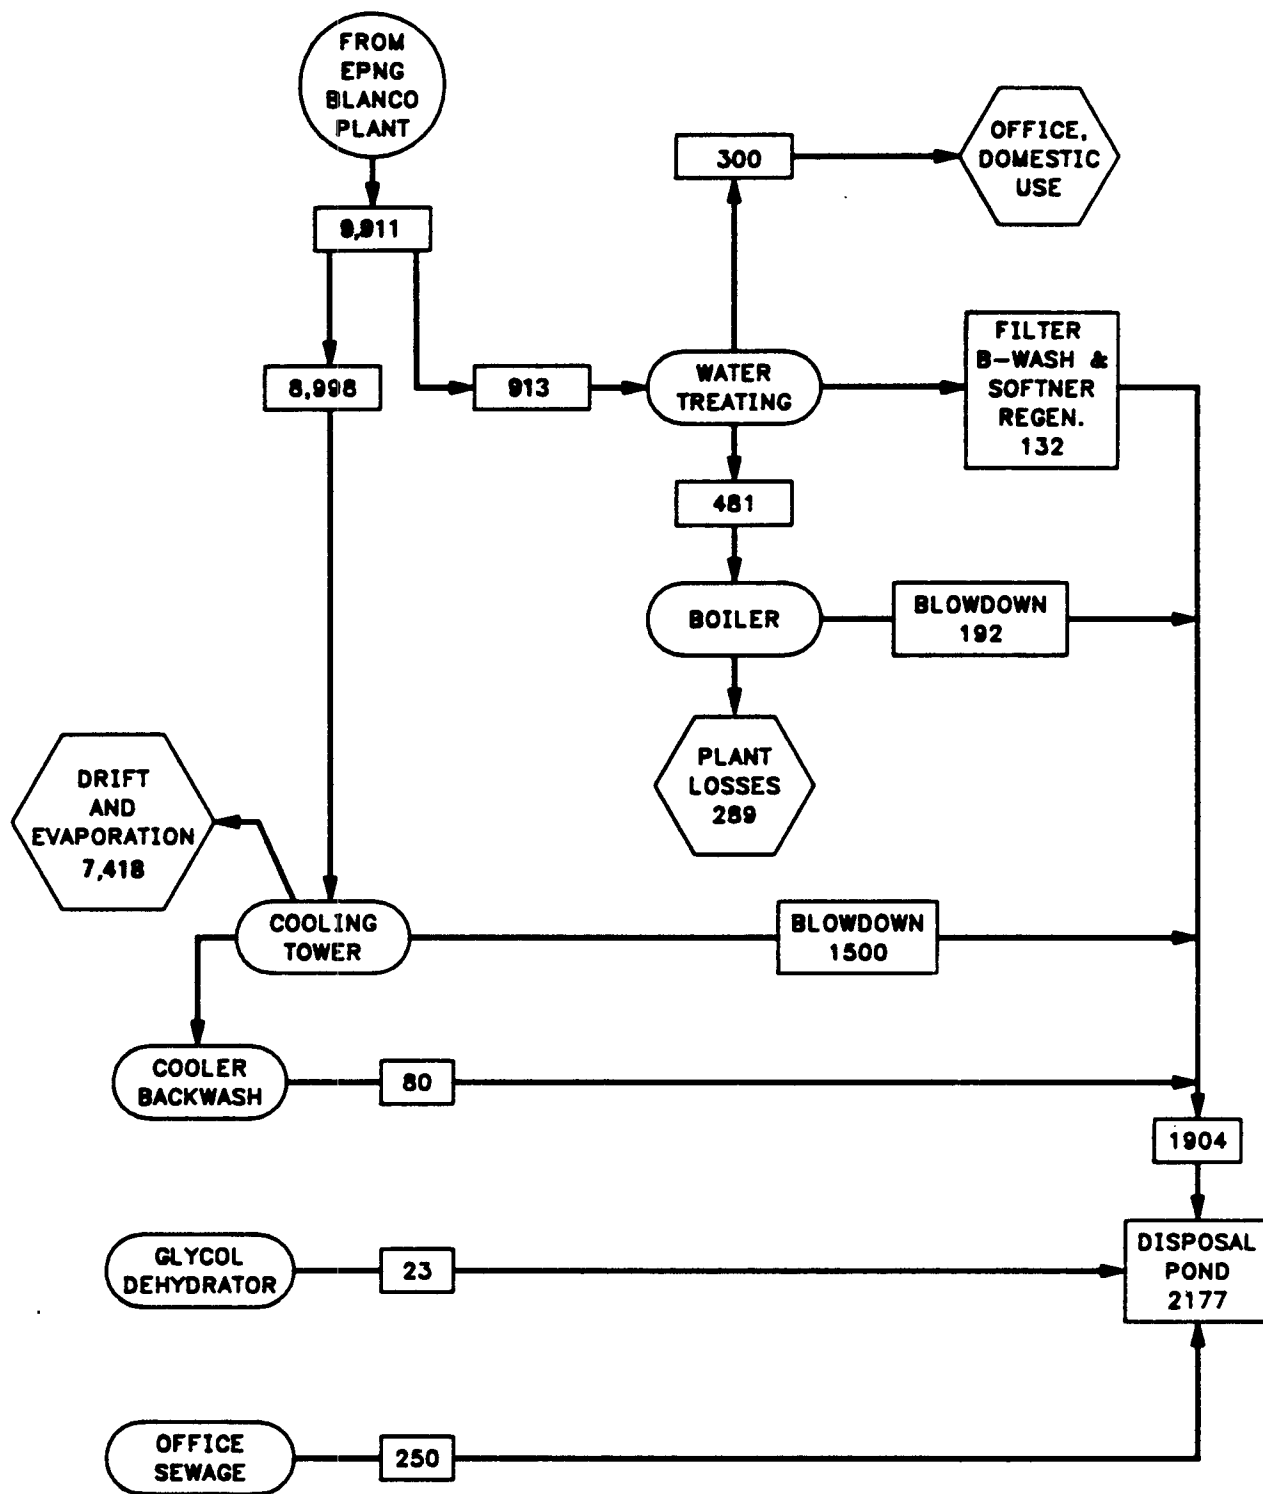 FROM
EPNG
BLANCO
PLANT
9,911
300
OFFICE,
DOMESTIC
USE
8,998
913
WATER
TREATING
FILTER
B-WASH &
SOFTNER
REGEN.
132
481
BOILER
BLOWDOWN
192
PLANT
LOSSES
289
DRIFT
AND
EVAPORATION
7,418
COOLING
TOWER
BLOWDOWN
1500
COOLER
BACKWASH
80
1904
GLYCOL
DEHYDRATOR
23
DISPOSAL
POND
2177
OFFICE
SEWAGE
250